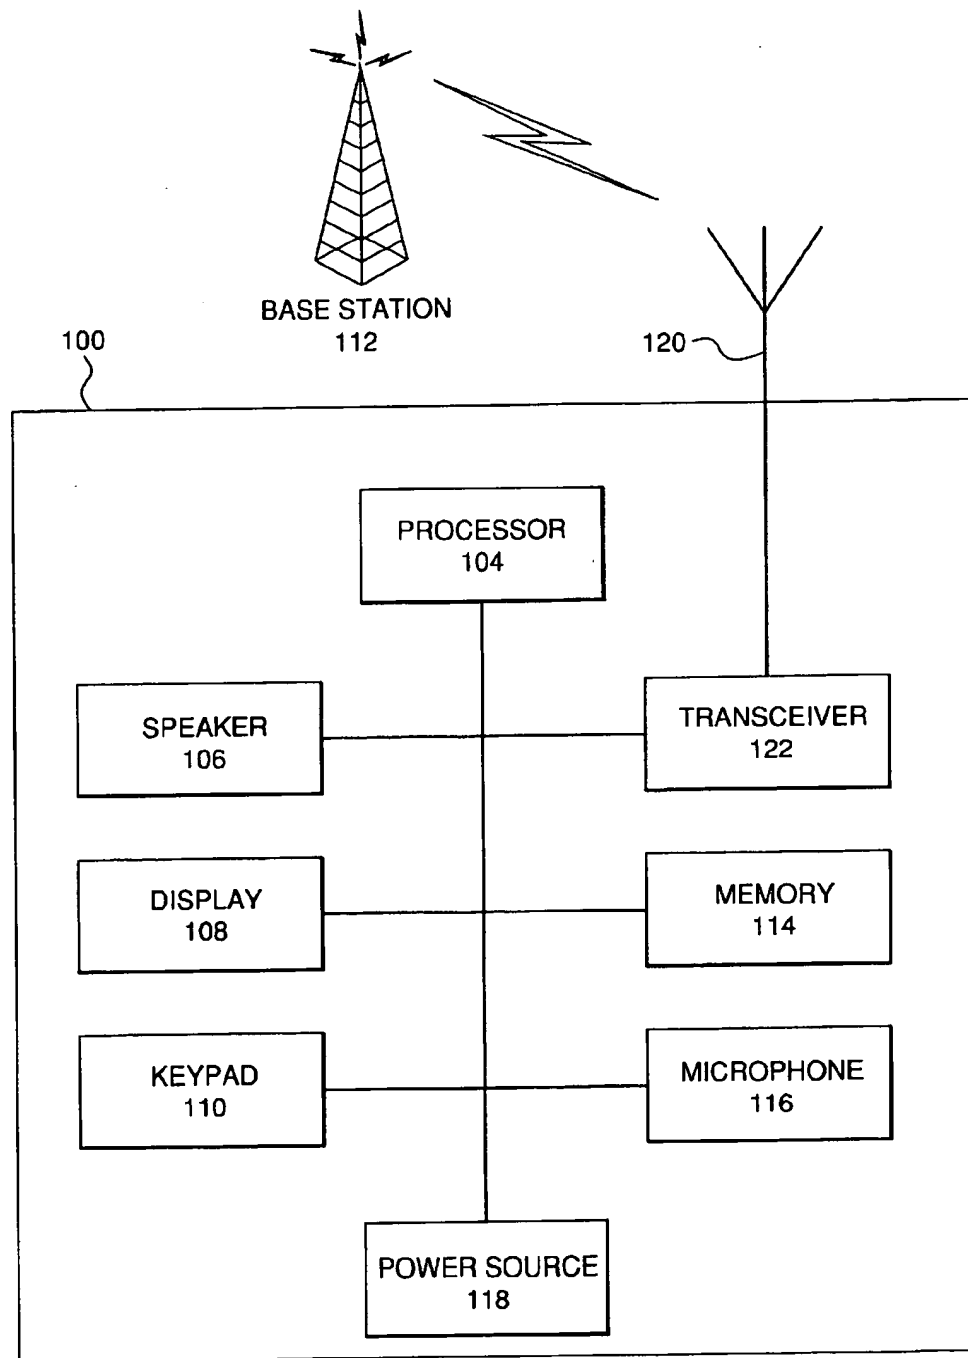 BASE STATION
112
100
120
PROCESSOR
104
SPEAKER
106
TRANSCEIVER
122
DISPLAY
108
MEMORY
114
KEYPAD
110
MICROPHONE
116
POWER SOURCE
118